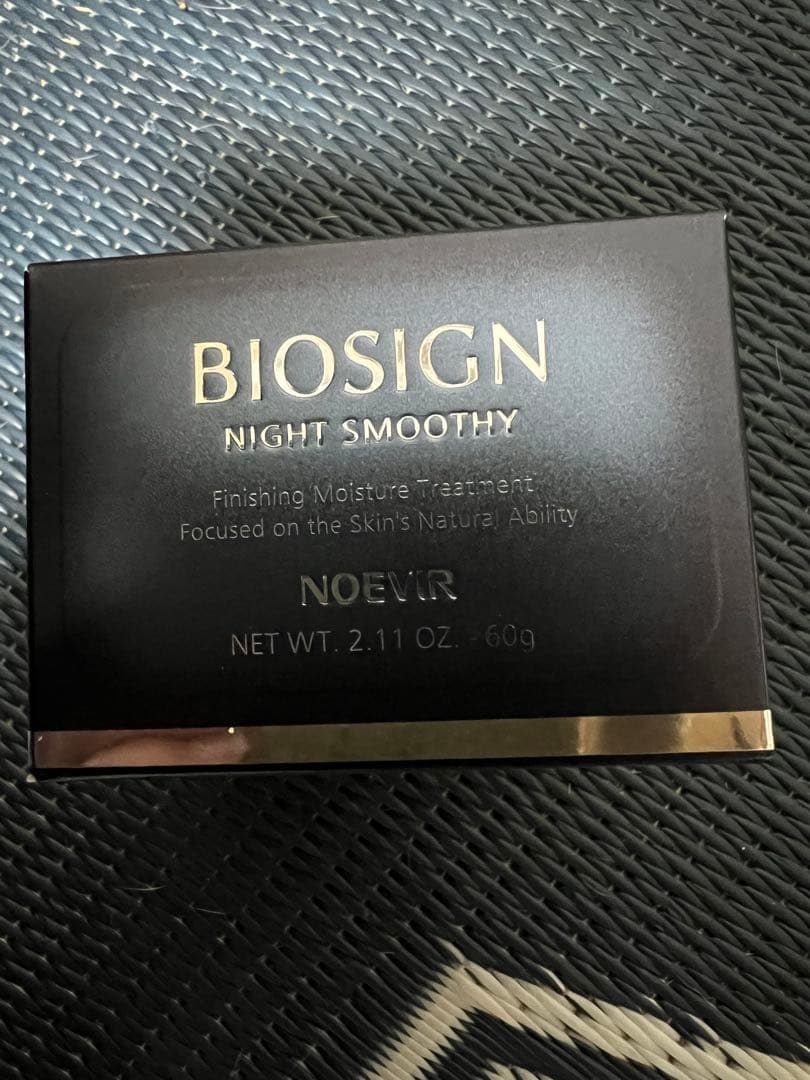 BIOSIGN
NIGHT SMOOTHY
Finishing Moisture Treatment
Focused on the Skin's Natural Ability
NOEVIR
NET WT. 2.11 OZ. - 60g